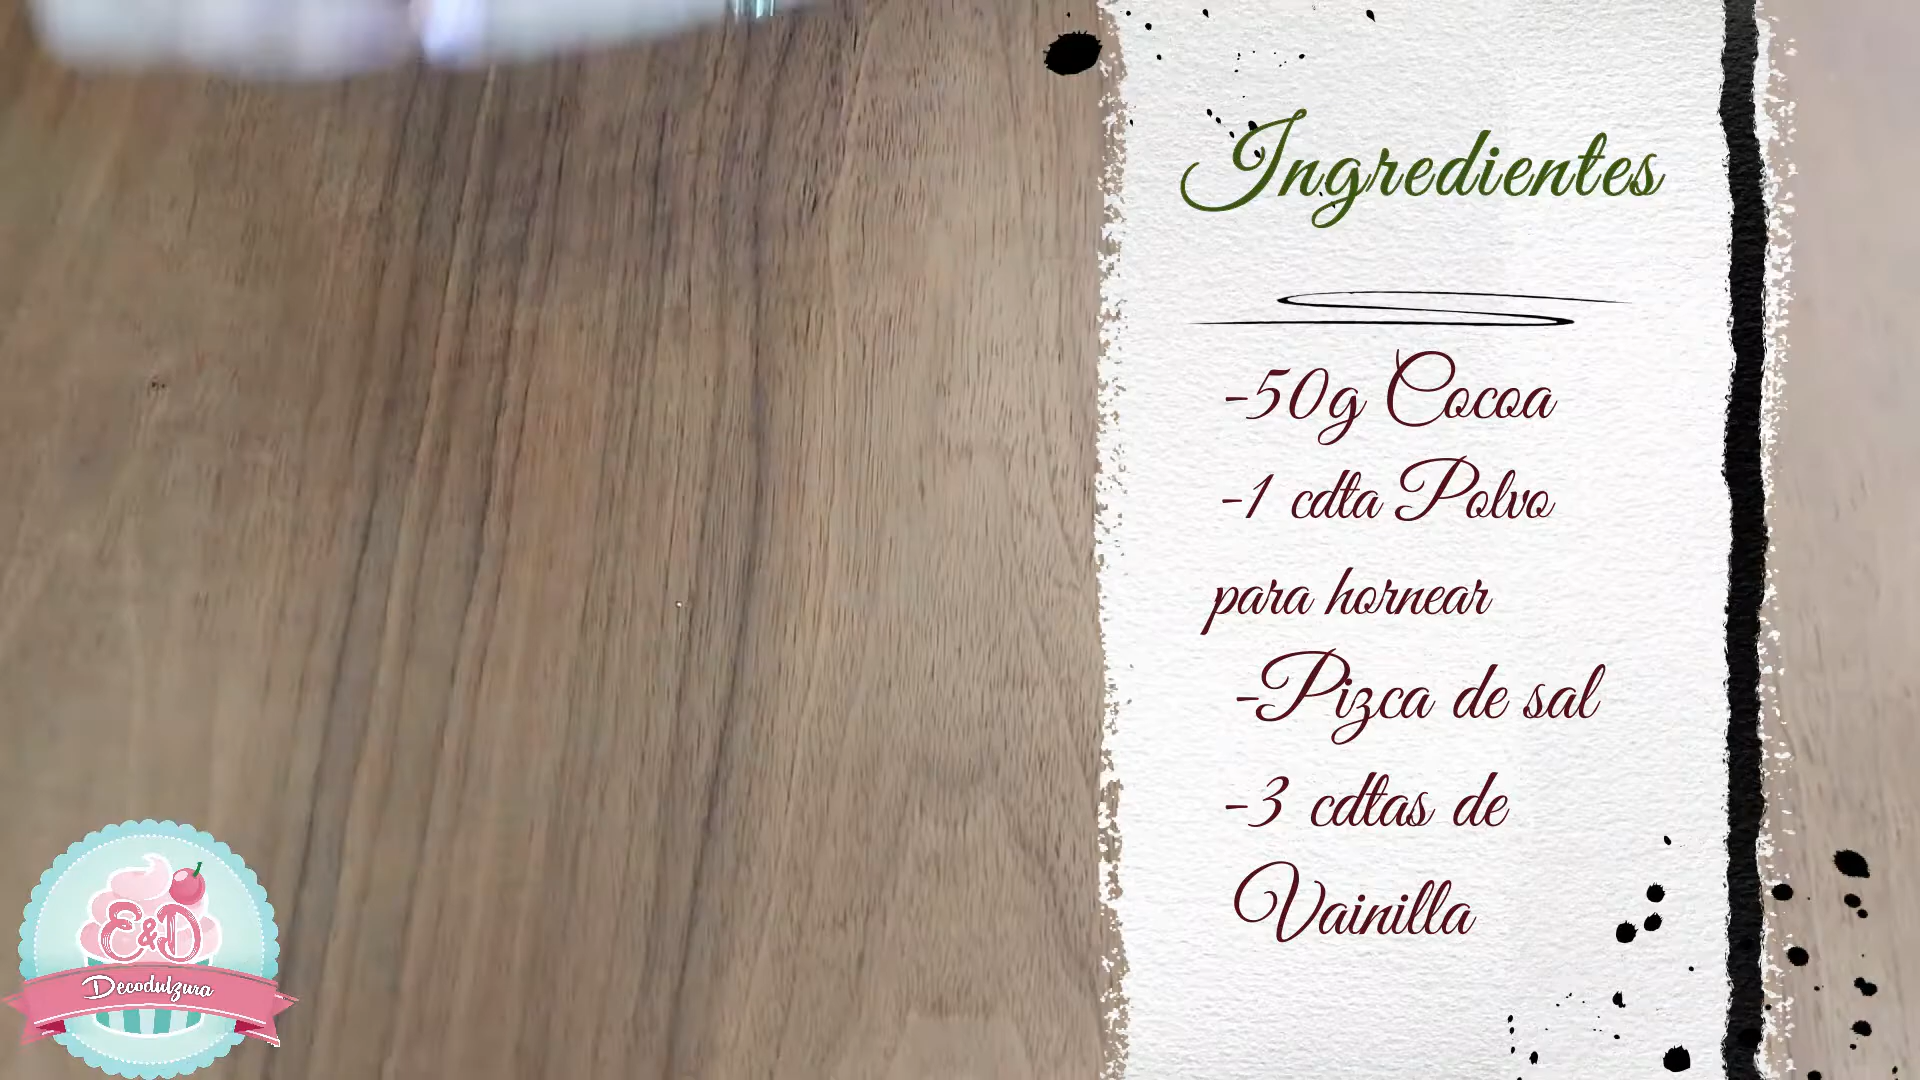 Ingredientes
-50g Cocoa
-1 cdta Polvo
para hornear
-Pizca de sal
-3 cdtas de
Vainilla
E&D
Decodulzura